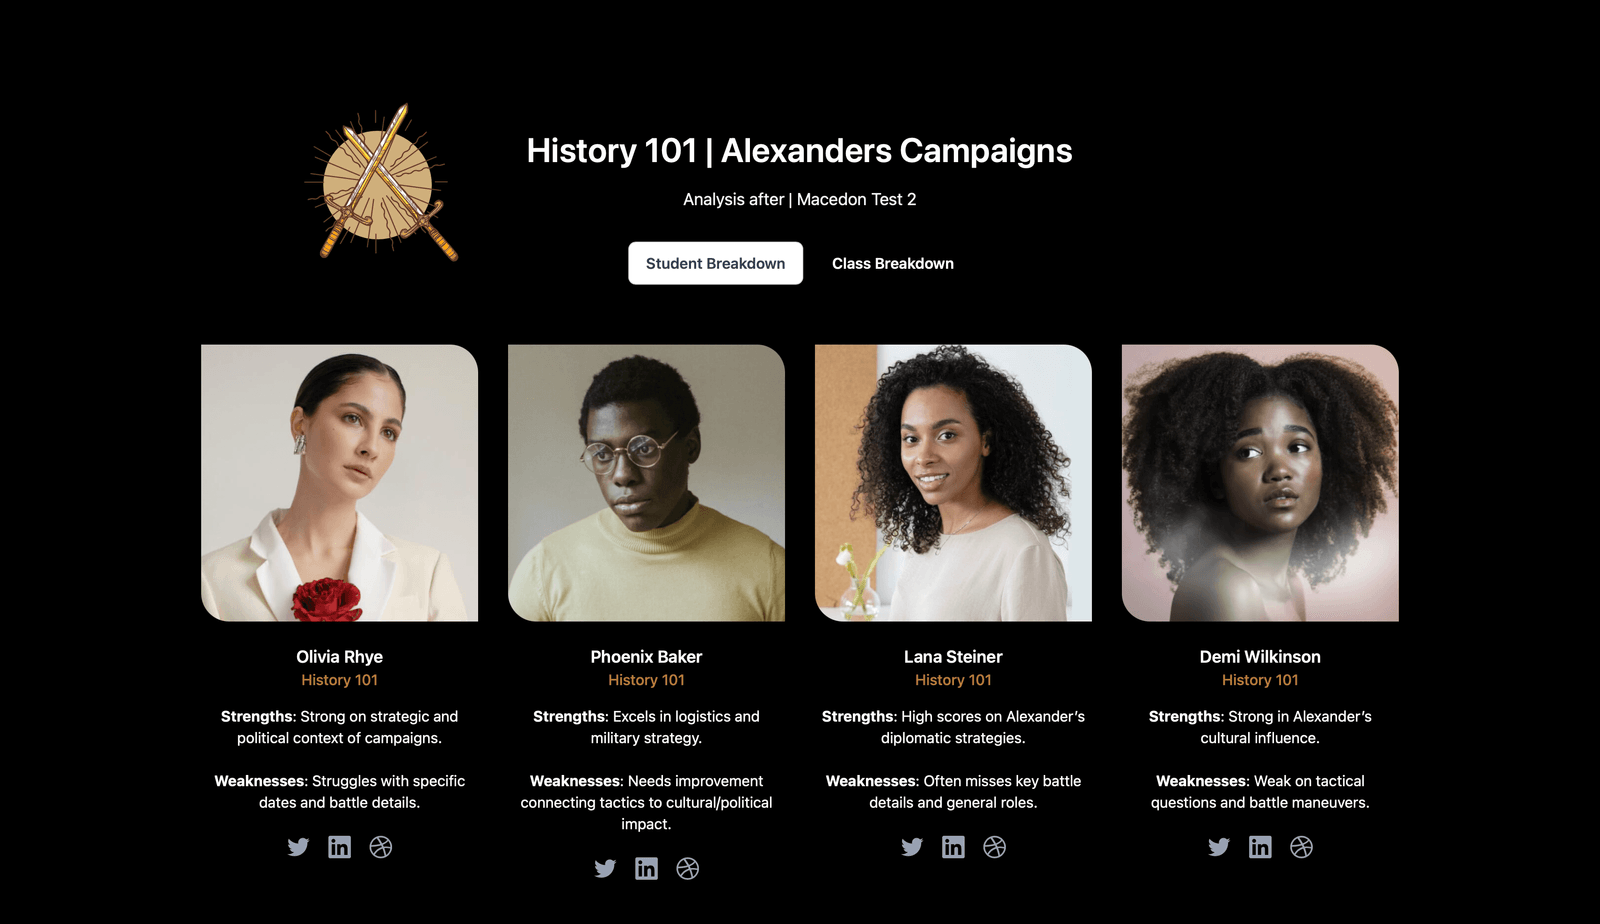 History 101 | Alexanders Campaigns
Analysis after | Macedon Test 2
Student Breakdown
Class Breakdown
Olivia Rhye
History 101
Strengths: Strong on strategic and
political context of campaigns.
Weaknesses: Struggles with specific
dates and battle details.
in
Phoenix Baker
History 101
Strengths: Excels in logistics and
military strategy.
Weaknesses: Needs improvement
connecting tactics to cultural/political
impact.
in
Lana Steiner
History 101
Strengths: High scores on Alexander’s
diplomatic strategies.
Weaknesses: Often misses key battle
details and general roles.
in
Demi Wilkinson
History 101
Strengths: Strong in Alexander’s
cultural influence.
Weaknesses: Weak on tactical
questions and battle maneuvers.
in